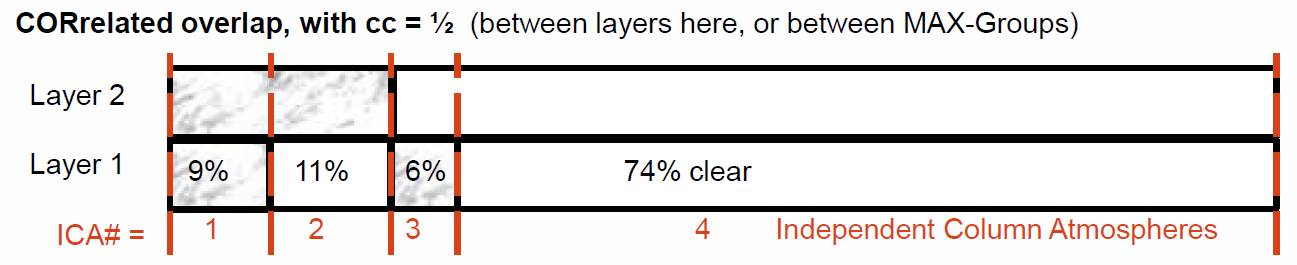 CORrelated overlap, with cc = ½ (between layers here, or between MAX-Groups)
Layer 2
Layer 1 9% 11% 6% 74% clear
ICA# = 1 2 3 4 Independent Column Atmospheres